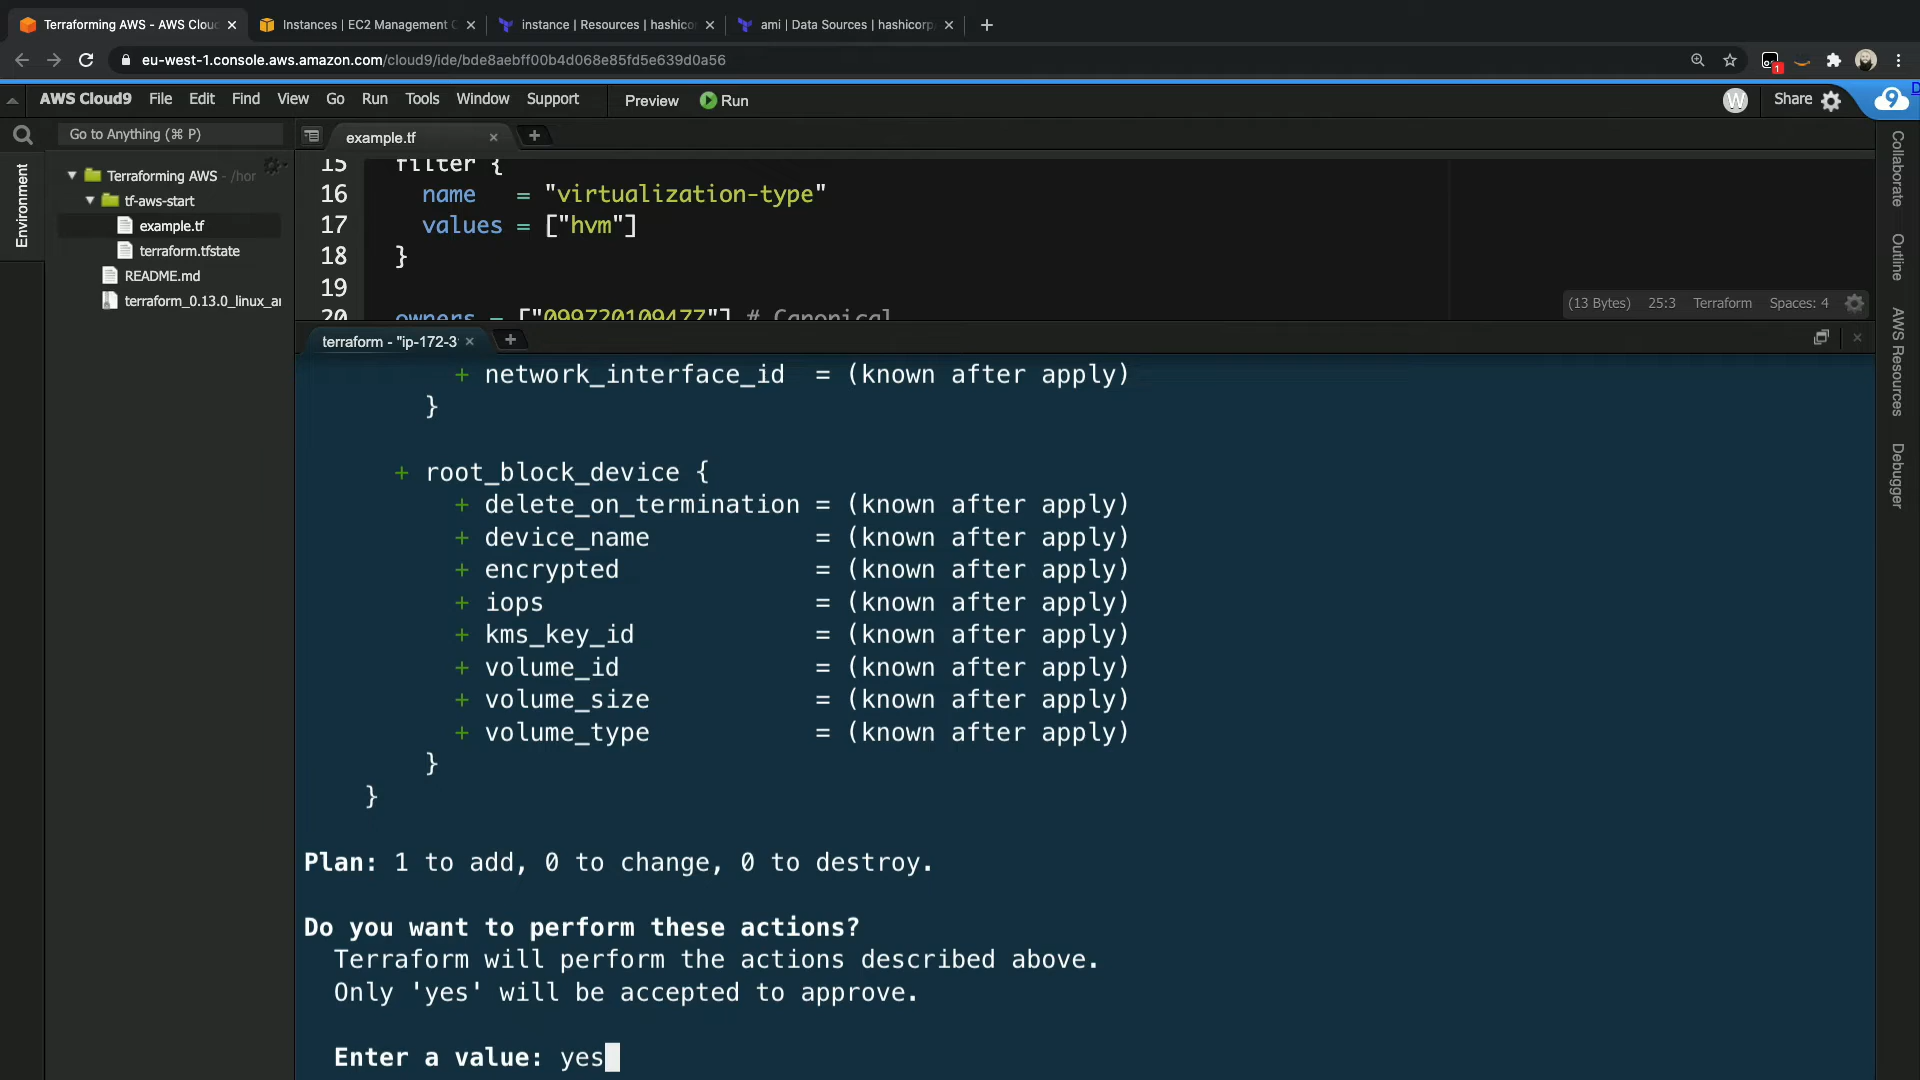 Terraforming AWS - AWS Clou
Instances | EC2 Management C
instance | Resources | hashico
ami | Data Sources | hashicorp
eu-west-1.console.aws.amazon.com/cloud9/ide/bde8aebff00b4d068e85fd5e639d0a56
1
AWS Cloud9 File Edit Find View Go Run Tools Window Support Preview Run
W Share 9
Go to Anything (⌘ P)
Environment
Terraforming AWS - /hor
tf-aws-start
example.tf
terraform.tfstate
README.md
terraform_0.13.0_linux_ar
example.tf
15 filter {
16 name = "virtualization-type"
17 values = ["hvm"]
18 }
19
20 owners = ["099720109477"] # Canonical
(13 Bytes) 25:3 Terraform Spaces: 4
Collaborate
Outline
AWS Resources
Debugger
terraform - "ip-172-3
+ network_interface_id = (known after apply)
}
+ root_block_device {
+ delete_on_termination = (known after apply)
+ device_name = (known after apply)
+ encrypted = (known after apply)
+ iops = (known after apply)
+ kms_key_id = (known after apply)
+ volume_id = (known after apply)
+ volume_size = (known after apply)
+ volume_type = (known after apply)
}
}
Plan: 1 to add, 0 to change, 0 to destroy.
Do you want to perform these actions?
Terraform will perform the actions described above.
Only 'yes' will be accepted to approve.
Enter a value: yes